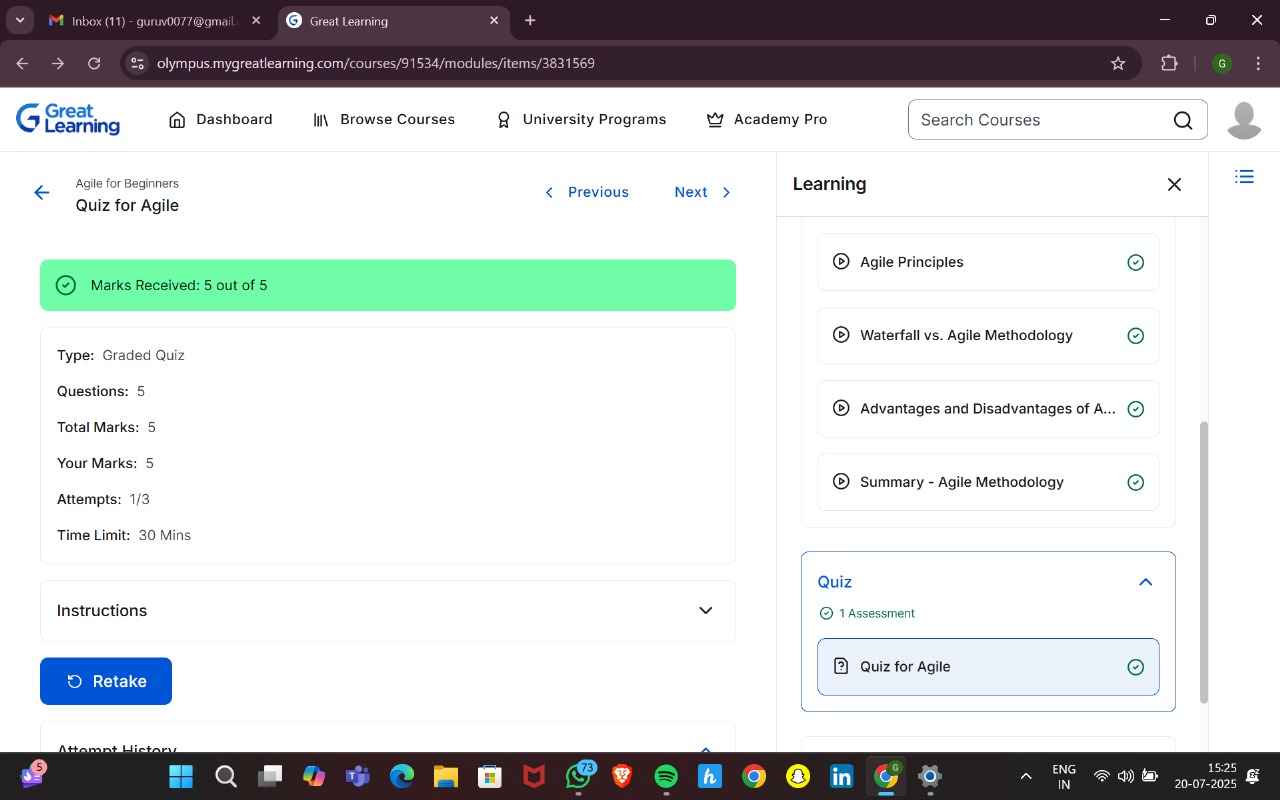 Inbox (11) - guruv0077@gmail.
Great Learning
olympus.mygreatlearning.com/courses/91534/modules/items/3831569
G
Great Learning
Dashboard
Browse Courses
University Programs
Academy Pro
Search Courses
Agile for Beginners
Quiz for Agile
Previous
Next
Marks Received: 5 out of 5
Type: Graded Quiz
Questions: 5
Total Marks: 5
Your Marks: 5
Attempts: 1/3
Time Limit: 30 Mins
Instructions
Retake
Attempt History
Learning
Agile Principles
Waterfall vs. Agile Methodology
Advantages and Disadvantages of A...
Summary - Agile Methodology
Quiz
1 Assessment
Quiz for Agile
5
73
h
in
G
ENG
IN
15:25
20-07-2025